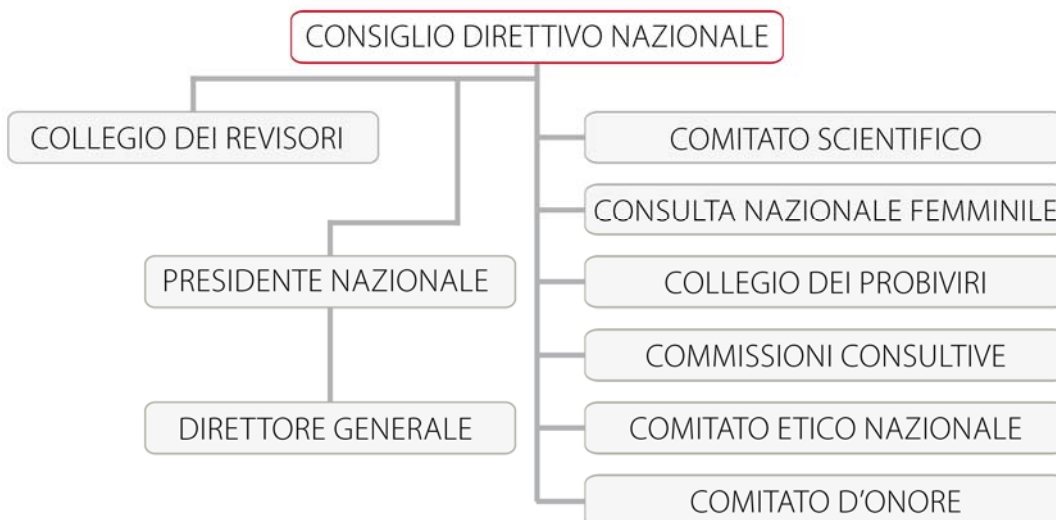 CONSIGLIO DIRETTIVO NAZIONALE
COLLEGIO DEI REVISORI
PRESIDENTE NAZIONALE
DIRETTORE GENERALE
COMITATO SCIENTIFICO
CONSULTA NAZIONALE FEMMINILE
COLLEGIO DEI PROBIVIRI
COMMISSIONI CONSULTIVE
COMITATO ETICO NAZIONALE
COMITATO D'ONORE